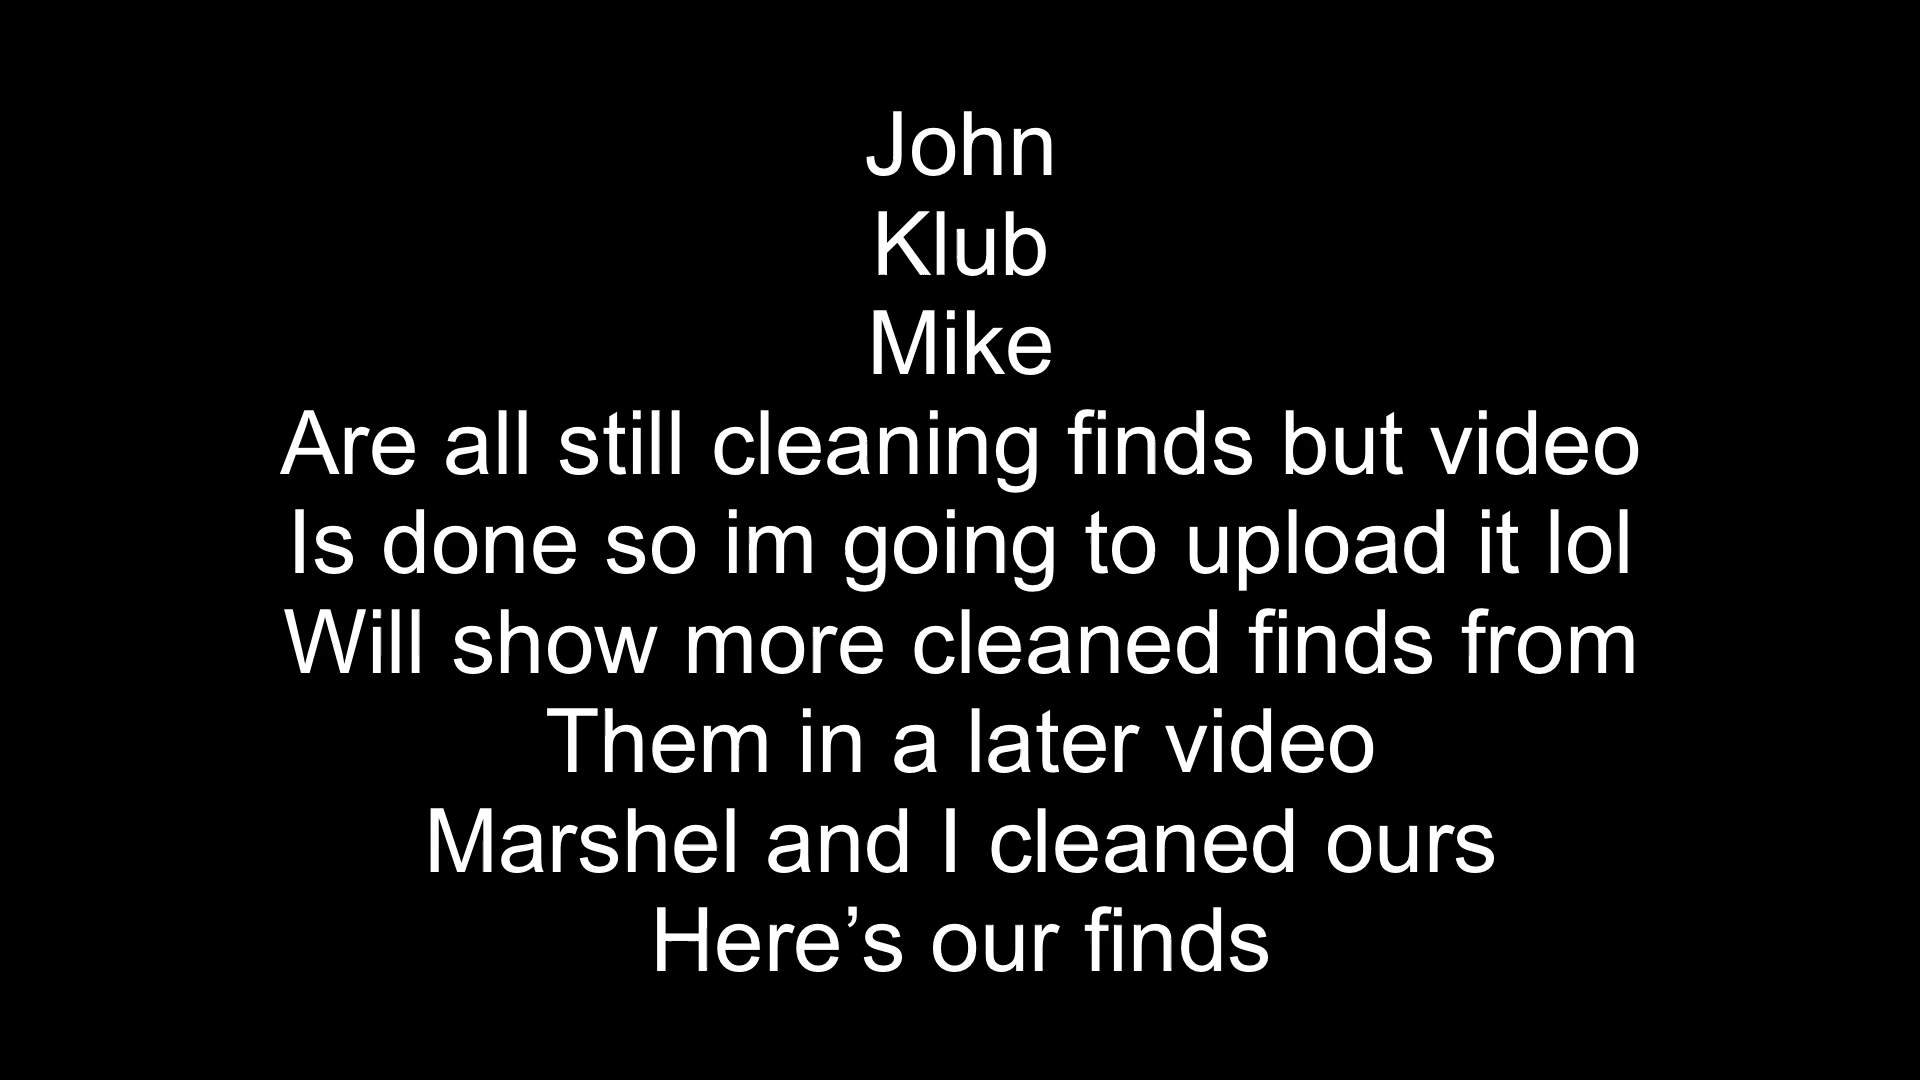 John
Klub
Mike
Are all still cleaning finds but video
Is done so im going to upload it lol
Will show more cleaned finds from
Them in a later video
Marshel and I cleaned ours
Here’s our finds